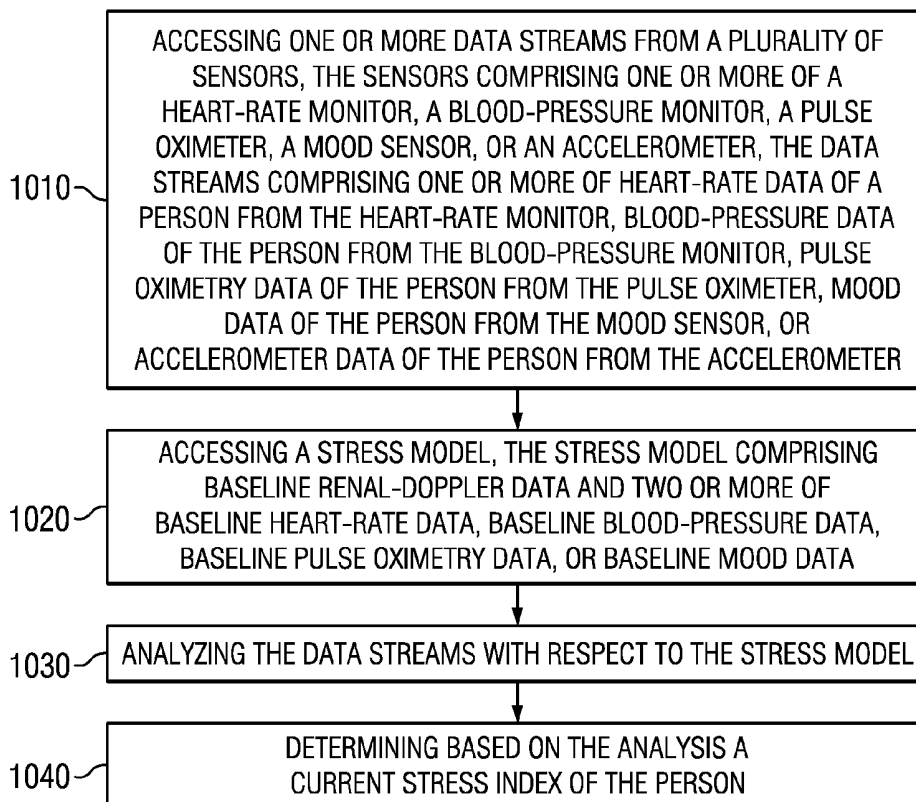 ACCESSING ONE OR MORE DATA STREAMS FROM A PLURALITY OF
SENSORS, THE SENSORS COMPRISING ONE OR MORE OF A
HEART-RATE MONITOR, A BLOOD-PRESSURE MONITOR, A PULSE
OXIMETER, A MOOD SENSOR, OR AN ACCELEROMETER, THE DATA
STREAMS COMPRISING ONE OR MORE OF HEART-RATE DATA OF A
PERSON FROM THE HEART-RATE MONITOR, BLOOD-PRESSURE DATA
OF THE PERSON FROM THE BLOOD-PRESSURE MONITOR, PULSE
OXIMETRY DATA OF THE PERSON FROM THE PULSE OXIMETER, MOOD
DATA OF THE PERSON FROM THE MOOD SENSOR, OR
ACCELEROMETER DATA OF THE PERSON FROM THE ACCELEROMETER
1010
ACCESSING A STRESS MODEL, THE STRESS MODEL COMPRISING
BASELINE RENAL-DOPPLER DATA AND TWO OR MORE OF
BASELINE HEART-RATE DATA, BASELINE BLOOD-PRESSURE DATA,
BASELINE PULSE OXIMETRY DATA, OR BASELINE MOOD DATA
1020
ANALYZING THE DATA STREAMS WITH RESPECT TO THE STRESS MODEL
1030
DETERMINING BASED ON THE ANALYSIS A
CURRENT STRESS INDEX OF THE PERSON
1040